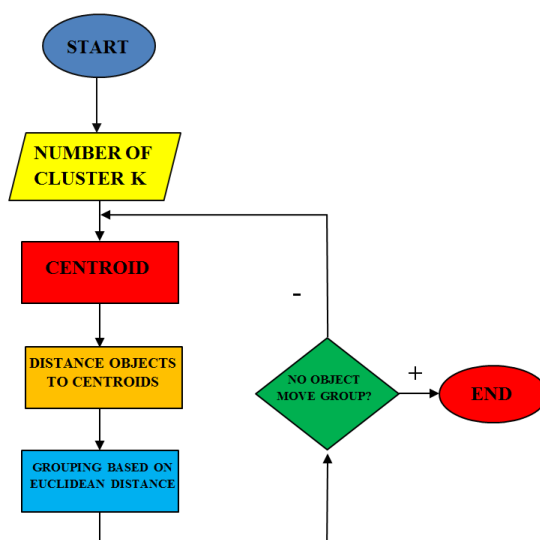 START
NUMBER OF
CLUSTER K
CENTROID
-
DISTANCE OBJECTS
TO CENTROIDS
NO OBJECT
MOVE GROUP?
+
END
GROUPING BASED ON
EUCLIDEAN DISTANCE